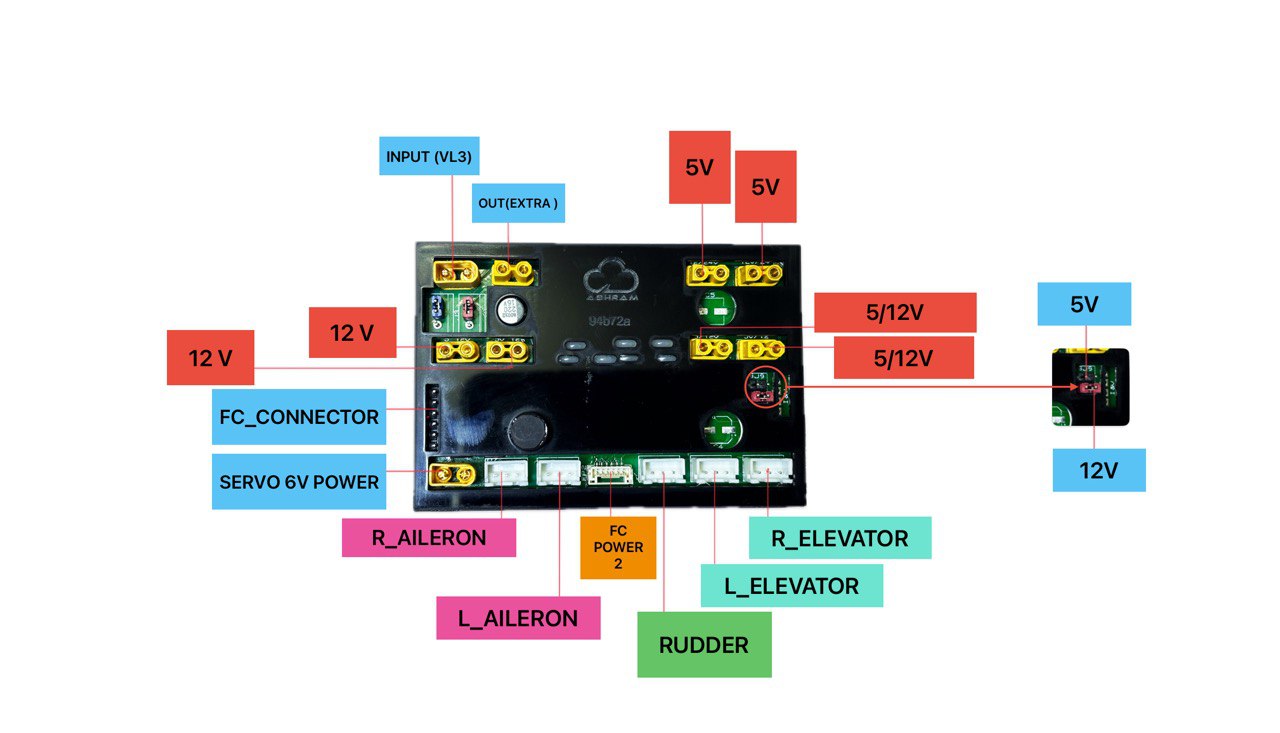 INPUT (VL3)
OUT(EXTRA )
5V
5V
ASHRAM
94b72a
12 V
12 V
5/12V
5/12V
5V
12V
FC_CONNECTOR
SERVO 6V POWER
R_AILERON
L_AILERON
FC
POWER
2
RUDDER
L_ELEVATOR
R_ELEVATOR